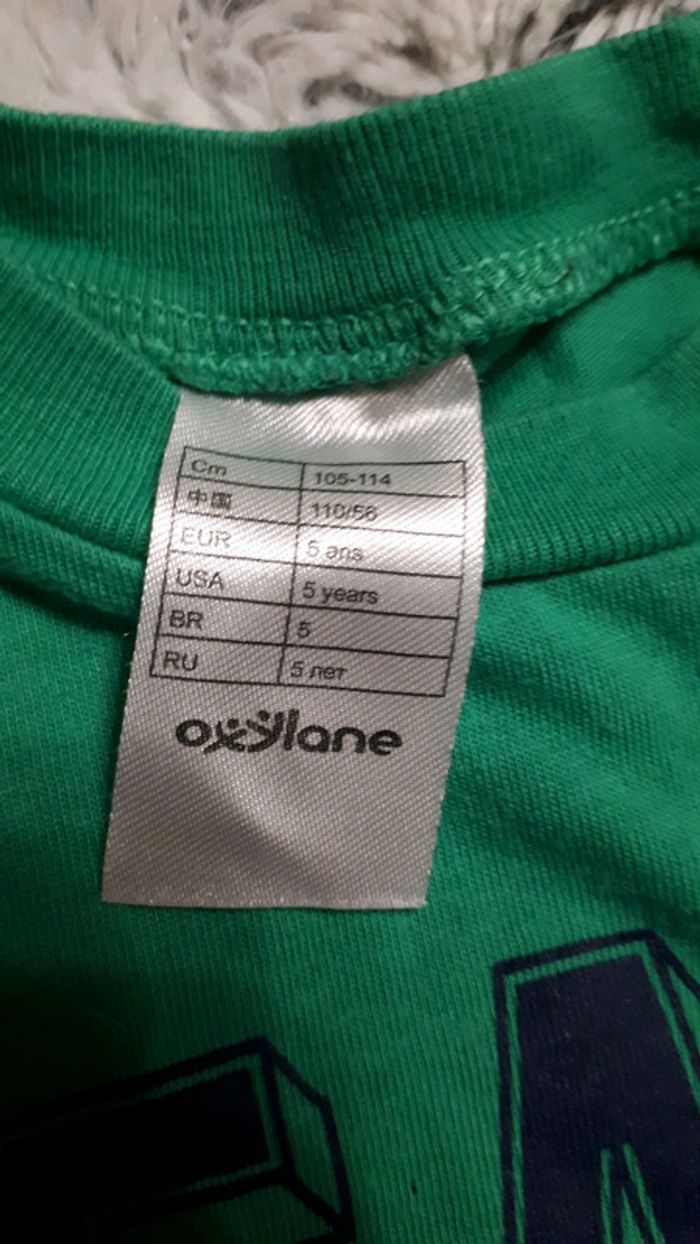 Cm 105-114
中国 110/56
EUR 5 ans
USA 5 years
BR 5
RU 5 лет
oxylane